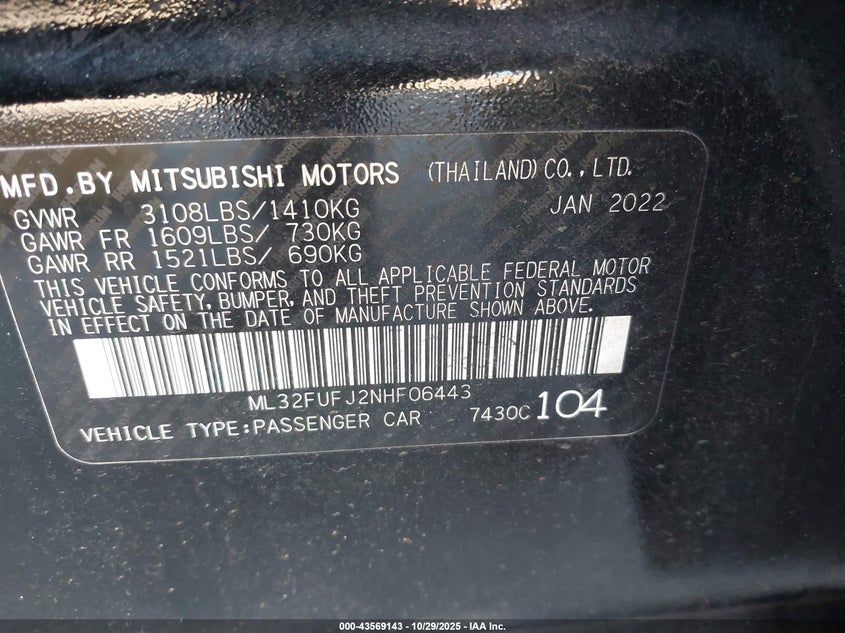 MFD.BY MITSUBISHI MOTORS (THAILAND)CO.,LTD.
GVWR 3108LBS/1410KG JAN 2022
GAWR FR 1609LBS/ 730KG
GAWR RR 1521LBS/ 690KG
THIS VEHICLE CONFORMS TO ALL APPLICABLE FEDERAL MOTOR
VEHICLE SAFETY, BUMPER, AND THEFT PREVENTION STANDARDS
IN EFFECT ON THE DATE OF MANUFACTURE SHOWN ABOVE.
ML32FUFJ2NHF06443
VEHICLE TYPE:PASSENGER CAR 7430C 104
000-43569143 - 10/29/2025 - IAA Inc.